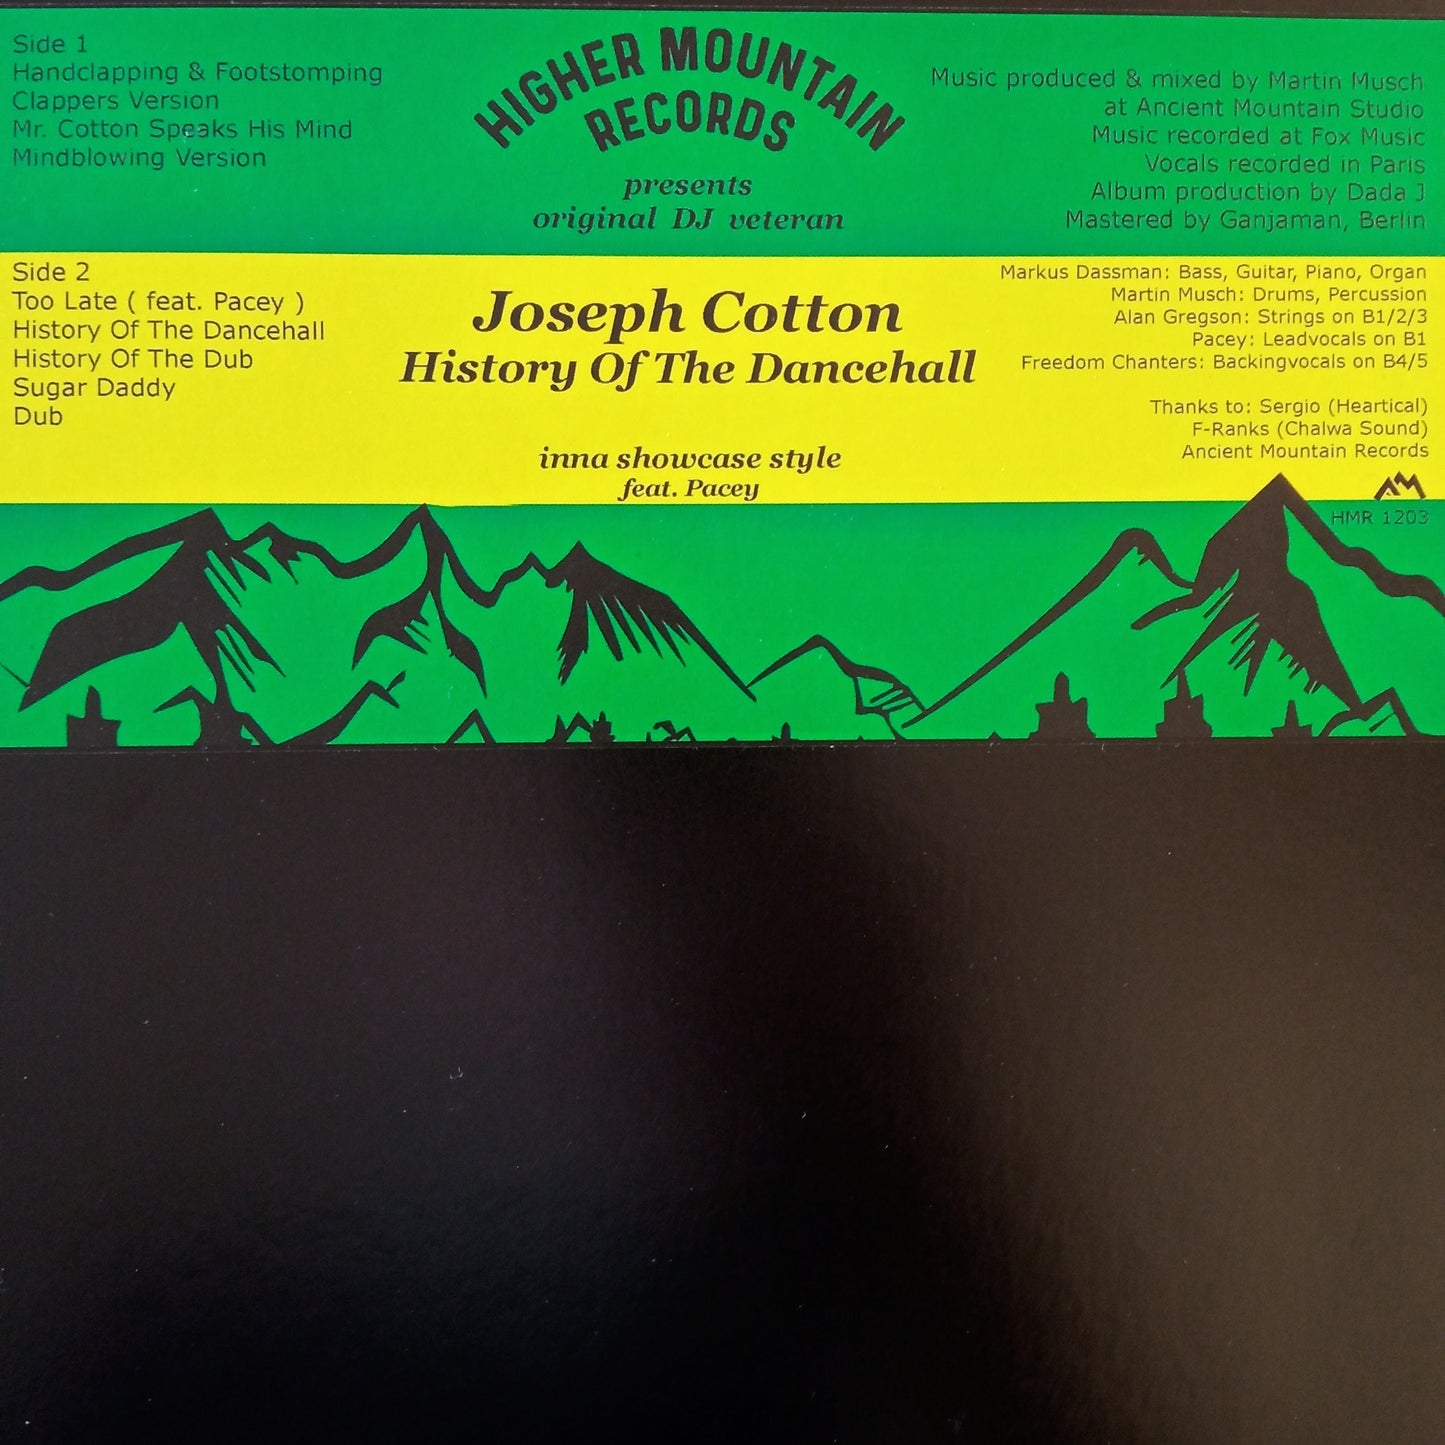 Side 1
Handclapping & Footstomping
Clappers Version
Mr. Cotton Speaks His Mind
Mindblowing Version
HIGHER MOUNTAIN
RECORDS
presents
original DJ veteran
Music produced & mixed by Martin Musch
at Ancient Mountain Studio
Music recorded at Fox Music
Vocals recorded in Paris
Album production by Dada J
Mastered by Ganjaman, Berlin
Side 2
Too Late ( feat. Pacey )
History Of The Dancehall
History Of The Dub
Sugar Daddy
Dub
Joseph Cotton
History Of The Dancehall
inna showcase style
feat. Pacey
Markus Dassman: Bass, Guitar, Piano, Organ
Martin Musch: Drums, Percussion
Alan Gregson: Strings on B1/2/3
Pacey: Leadvocals on B1
Freedom Chanters: Backingvocals on B4/5
Thanks to: Sergio (Heartical)
F-Ranks (Chalwa Sound)
Ancient Mountain Records
AM
HMR 1203